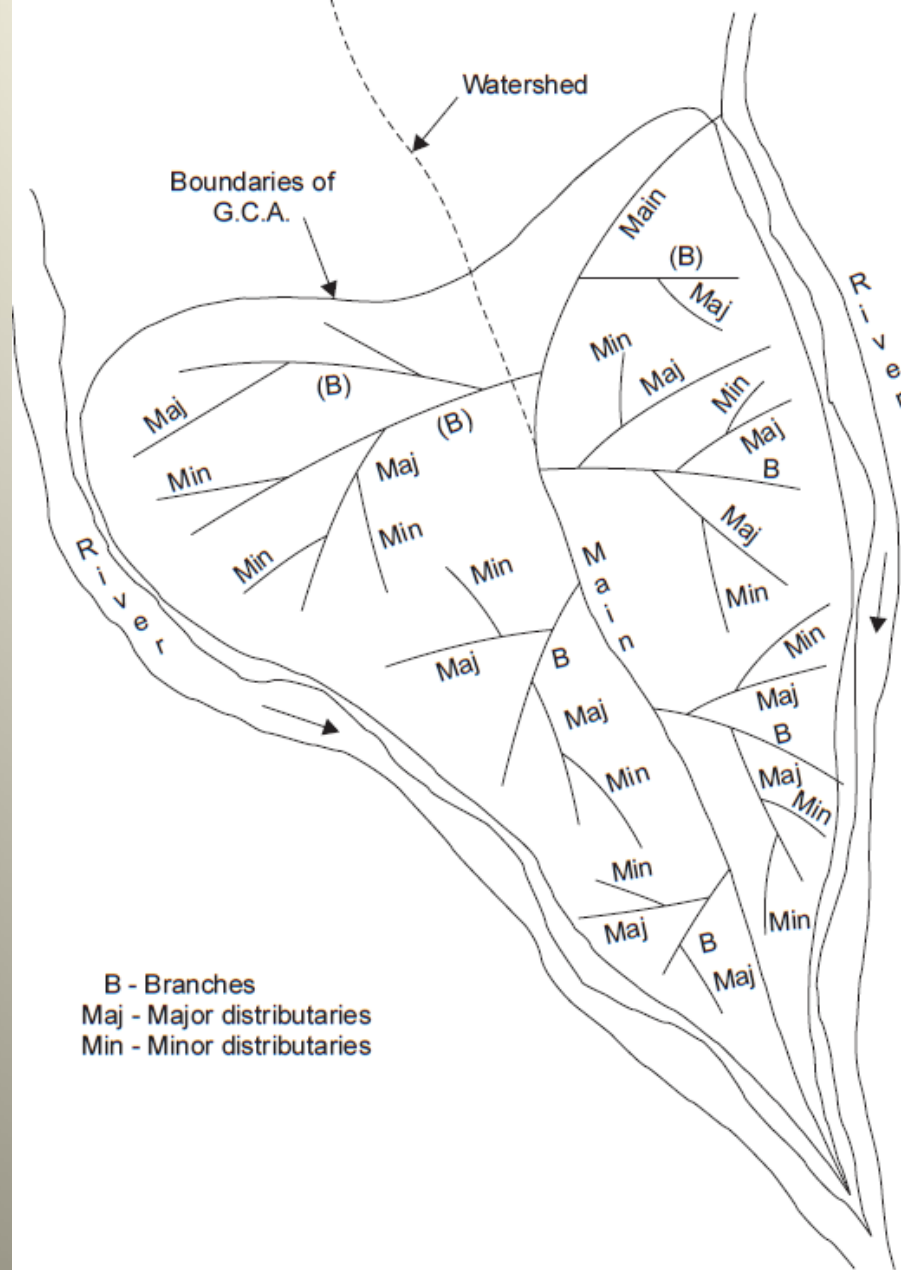 Watershed
Boundaries of
G.C.A.
Main
(B)
Maj
River
Min
Maj
Min
Maj
B
Maj
Min
(B)
Maj
(B)
Min
Maj
Min
Min
River
Main
Min
Maj
B
Maj
Min
Min
Maj
B
Maj
Min
Min
Min
Maj
B
Maj
B - Branches
Maj - Major distributaries
Min - Minor distributaries